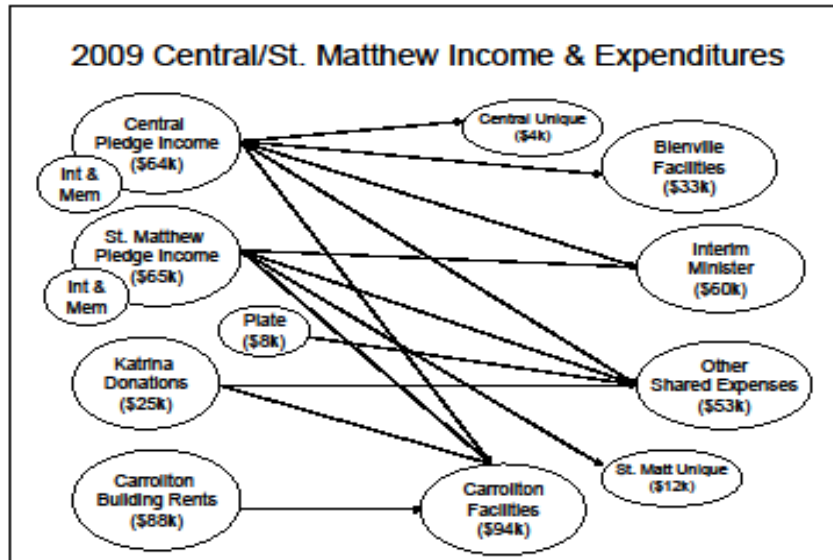 2009 Central/St. Matthew Income & Expenditures
Central
Pledge Income
($64k)
Int &
Mem
St. Matthew
Pledge Income
($65k)
Int &
Mem
Plate
($8k)
Katrina
Donations
($25k)
Carrollton
Building Rents
($88k)
Central Unique
($4k)
Bienville
Facilities
($33k)
Interim
Minister
($60k)
Other
Shared Expenses
($53k)
St. Matt Unique
($12k)
Carrollton
Facilities
($94k)